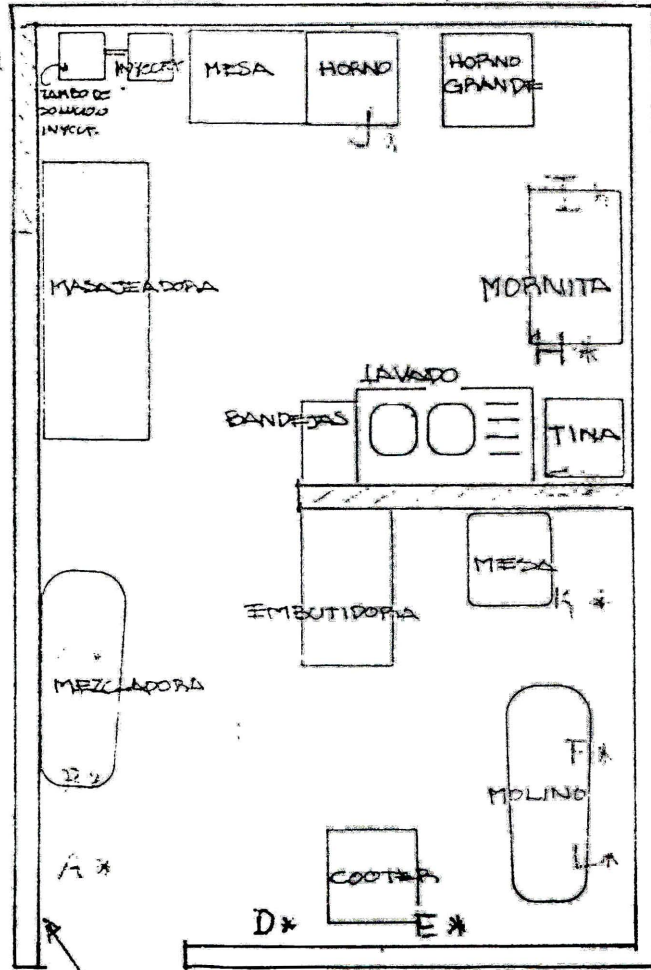 MESA
HORNO
HORNO
GRANDE
TAMBO DE
INYECT.
J *
I *
MASAJEADORA
MORNITA
H *
LAVADO
BANDEJAS
TINA
MESA
K *
EMBUTIDORA
MEZCLADORA
F *
MOLINO
A *
L *
COOTER
D *
E *